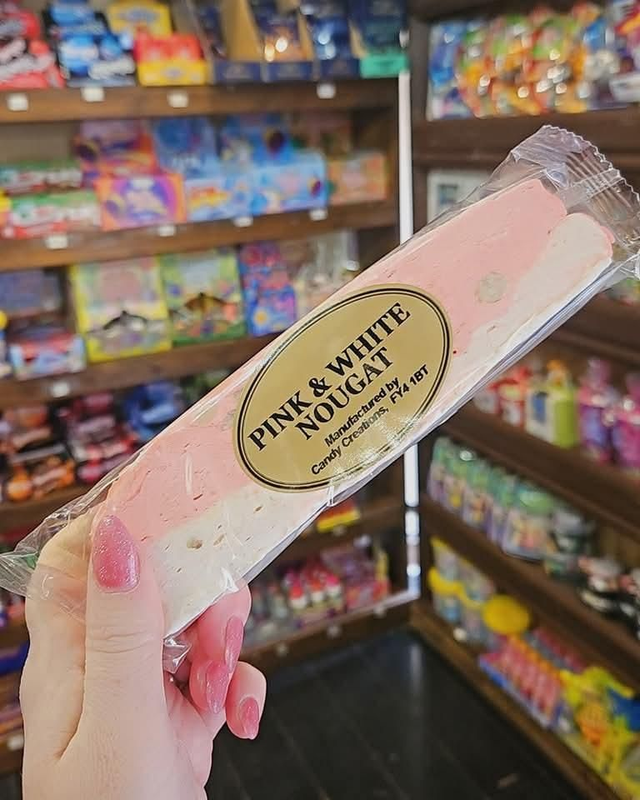 PINK & WHITE
NOUGAT
Manufactured by
Candy Creations, FY4 1BT